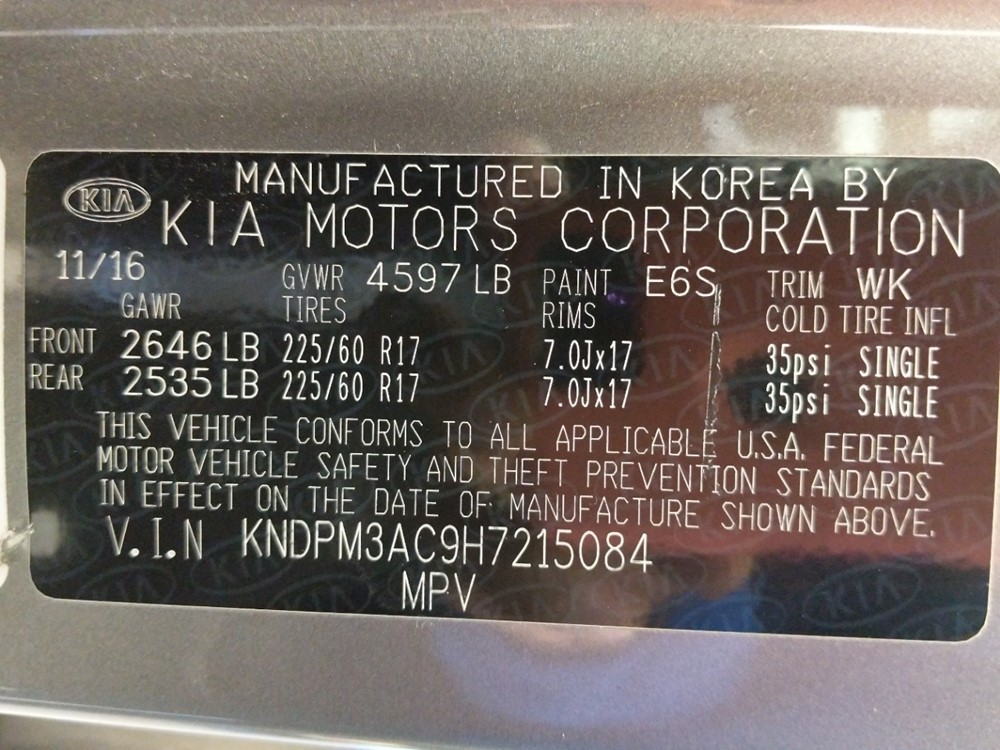 KIA MANUFACTURED IN KOREA BY
KIA MOTORS CORPORATION
11/16 GVWR 4597 LB PAINT E6S TRIM WK
GAWR TIRES RIMS COLD TIRE INFL
FRONT 2646 LB 225/60 R17 7.0Jx17 35psi SINGLE
REAR 2535 LB 225/60 R17 7.0Jx17 35psi SINGLE
THIS VEHICLE CONFORMS TO ALL APPLICABLE U.S.A. FEDERAL
MOTOR VEHICLE SAFETY AND THEFT PREVENTION STANDARDS
IN EFFECT ON THE DATE OF MANUFACTURE SHOWN ABOVE.
V.I.N KNDPM3AC9H7215084
MPV